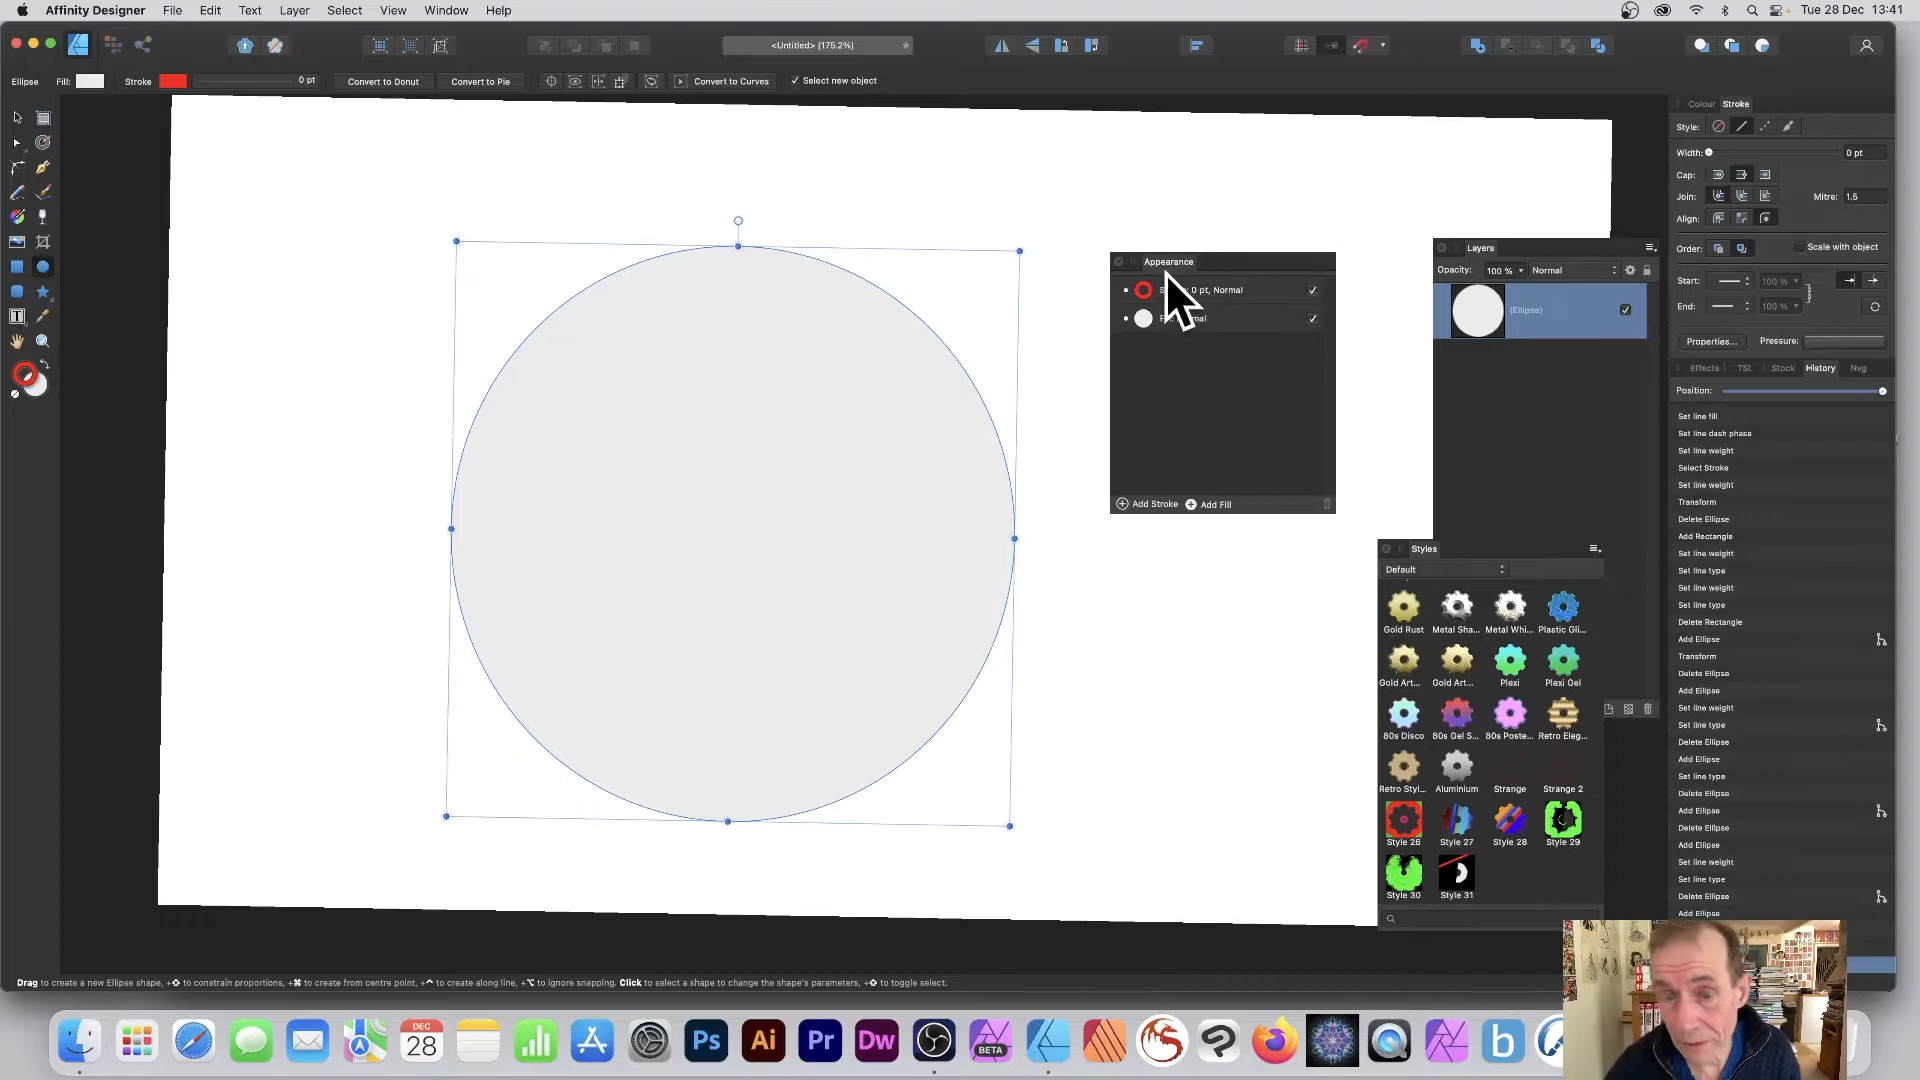 Affinity Designer File Edit Text Layer Select View Window Help
Tue 28 Dec 13:41
<Untitled> [175.2%]
Ellipse Fill: Stroke 0 pt Convert to Donut Convert to Pie Convert to Curves Select new object
Colour Stroke
Style:
Width: 0 pt
Cap:
Join: Mitre: 1.5
Align:
Order: Scale with object
Start: 100 %
End: 100 %
Properties... Pressure:
Effects TSt Stock History Nvg
Position:
Set line fill
Set line dash phase
Set line weight
Select Stroke
Set line weight
Transform
Delete Ellipse
Add Rectangle
Set line weight
Set line type
Set line weight
Set line type
Delete Rectangle
Add Ellipse
Transform
Delete Ellipse
Add Ellipse
Set line weight
Set line type
Delete Ellipse
Add Ellipse
Set line type
Delete Ellipse
Add Ellipse
Delete Ellipse
Add Ellipse
Set line weight
Set line type
Delete Ellipse
Add Ellipse
Appearance
0 pt, Normal
Add Stroke Add Fill
Layers
Opacity: 100 % Normal
(Ellipse)
Styles
Default
Gold Rust Metal Sha... Metal Whi... Plastic Gli...
Gold Art... Gold Art... Plexi Plexi Gel
80s Disco 80s Gel S... 80s Poste... Retro Eleg...
Retro Styl... Aluminium Strange Strange 2
Style 26 Style 27 Style 28 Style 29
Style 30 Style 31
Drag to create a new Ellipse shape, +⇧ to constrain proportions, +⌘ to create from centre point, +⌃ to create along line, +⌥ to ignore snapping. Click to select a shape to change the shape's parameters, +⇧ to toggle select.
DEC
28
Ps Ai Pr Dw BETA b